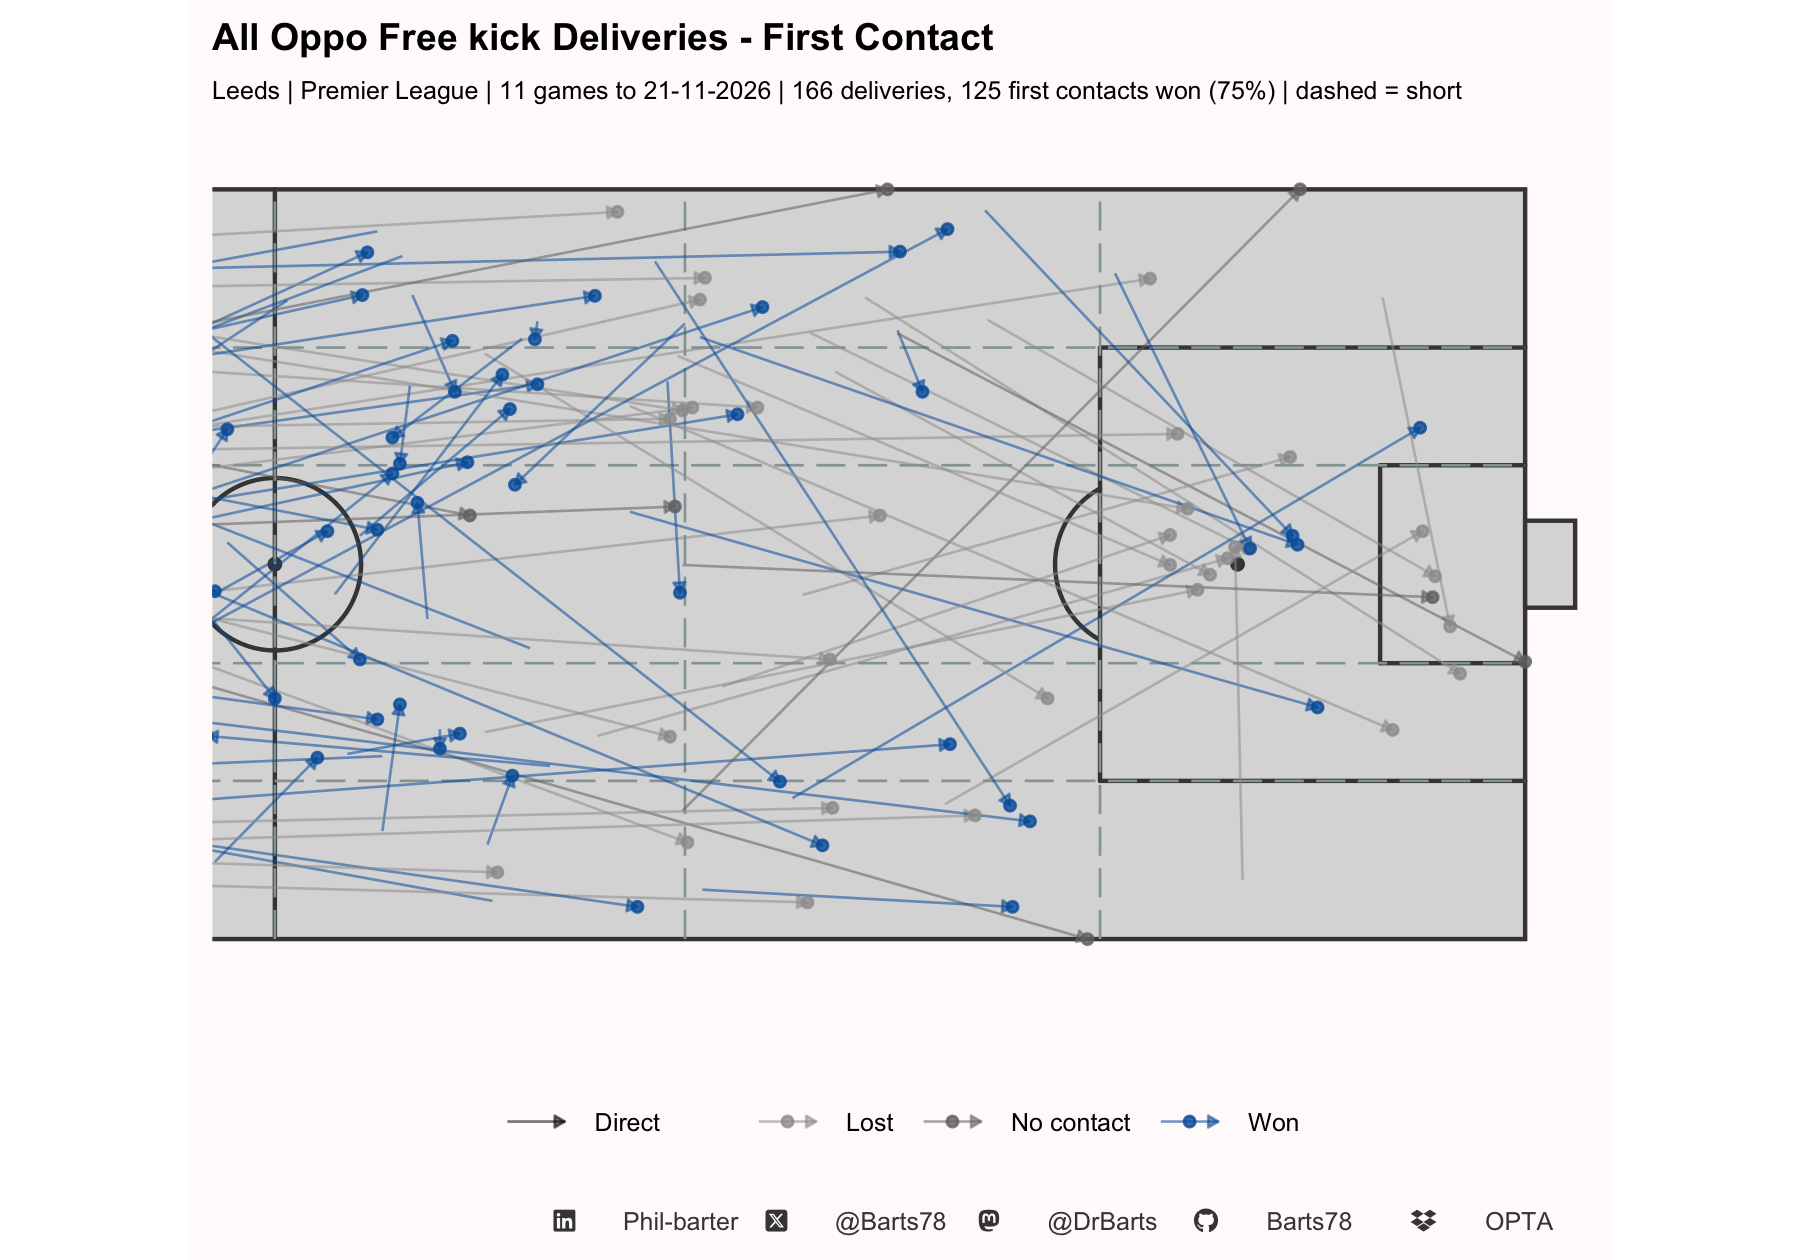 All Oppo Free kick Deliveries - First Contact
Leeds | Premier League | 11 games to 21-11-2026 | 166 deliveries, 125 first contacts won (75%) | dashed = short
Direct Lost No contact Won
Phil-barter @Barts78 @DrBarts Barts78 OPTA